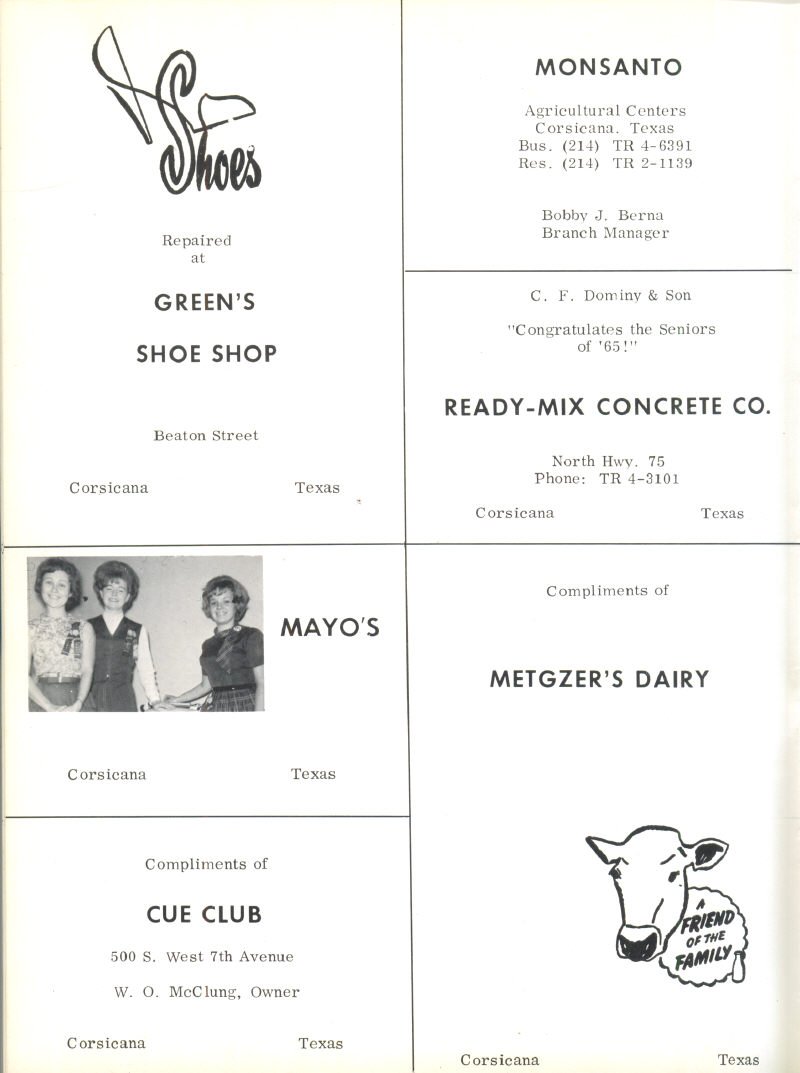 Shoes
Repaired
at
GREEN'S
SHOE SHOP
Beaton Street
Corsicana Texas
MONSANTO
Agricultural Centers
Corsicana. Texas
Bus. (214) TR 4-6391
Res. (214) TR 2-1139
Bobby J. Berna
Branch Manager
C. F. Dominy & Son
"Congratulates the Seniors
of '65!"
READY-MIX CONCRETE CO.
North Hwy. 75
Phone: TR 4-3101
Corsicana Texas
MAYO'S
Corsicana Texas
Compliments of
CUE CLUB
500 S. West 7th Avenue
W. O. McClung, Owner
Corsicana Texas
Compliments of
METGZER'S DAIRY
A
FRIEND
OF THE
FAMILY
Corsicana Texas